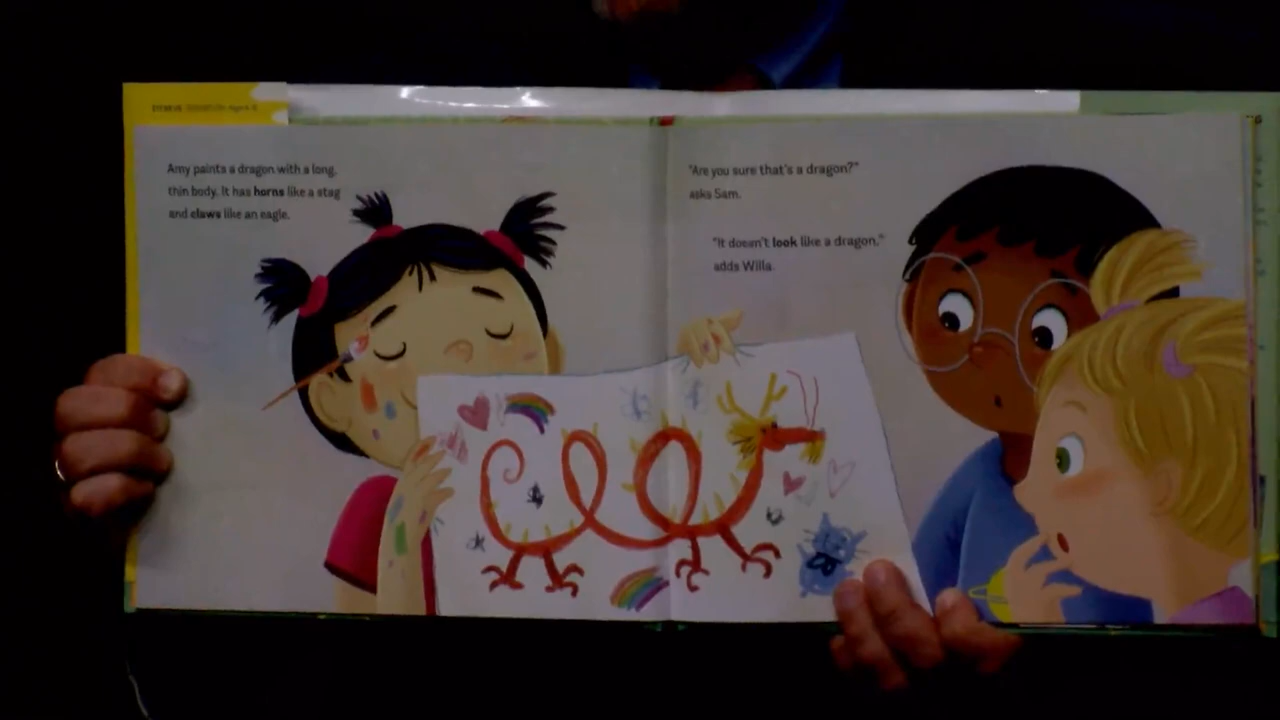 Amy paints a dragon with a long,
thin body. It has horns like a stag
and claws like an eagle.
"Are you sure that's a dragon?"
asks Sam.
"It doesn't look like a dragon,"
adds Willa.